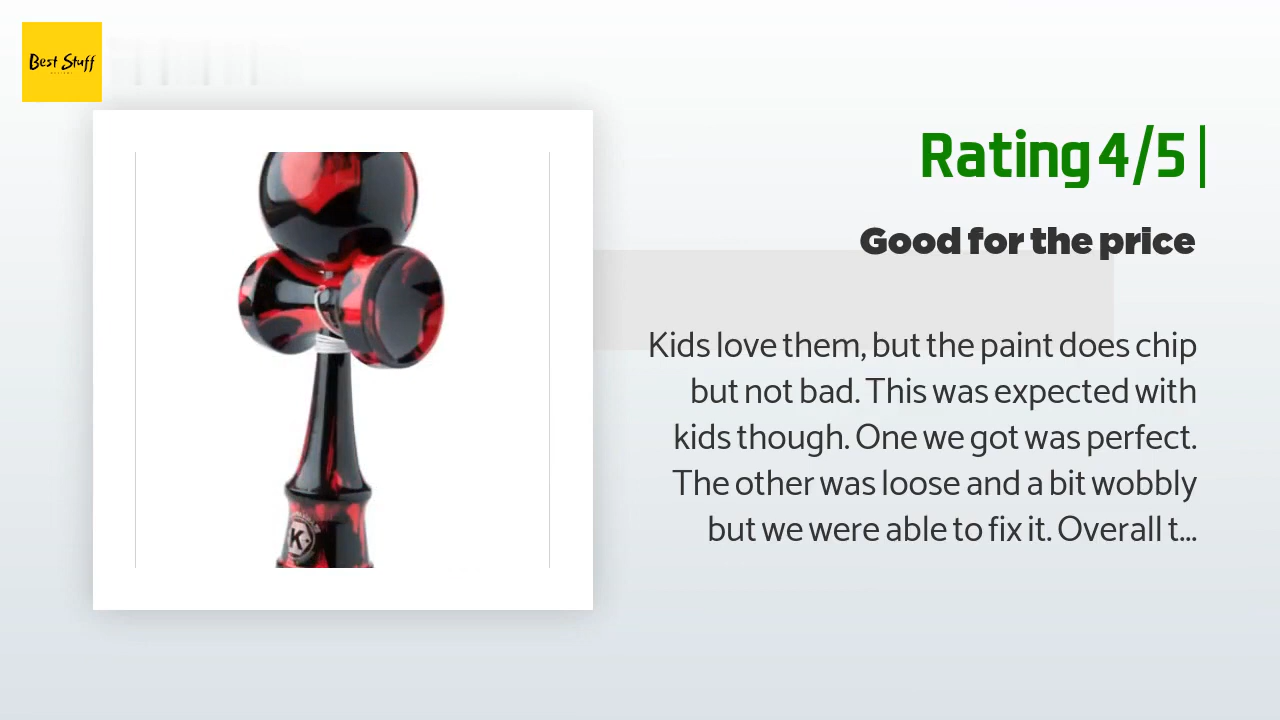 Best Stuff
Rating 4/5 |
Good for the price
Kids love them, but the paint does chip
but not bad. This was expected with
kids though. One we got was perfect.
The other was loose and a bit wobbly
but we were able to fix it. Overall t...
K